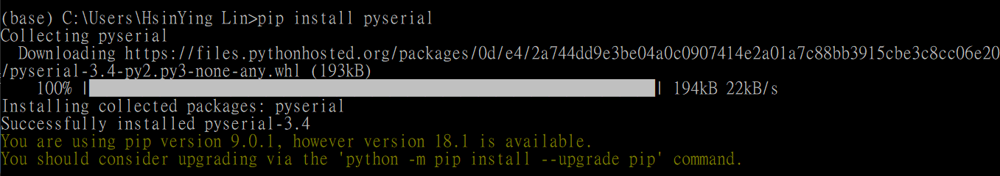 (base) C:\Users\HsinYing Lin>pip install pyserial
Collecting pyserial
  Downloading https://files.pythonhosted.org/packages/0d/e4/2a744dd9e3be04a0c0907414e2a01a7c88bb3915cbe3c8cc06e20
/pyserial-3.4-py2.py3-none-any.whl (193kB)
    100% |████████████████████████████████| 194kB 22kB/s
Installing collected packages: pyserial
Successfully installed pyserial-3.4
You are using pip version 9.0.1, however version 18.1 is available.
You should consider upgrading via the 'python -m pip install --upgrade pip' command.